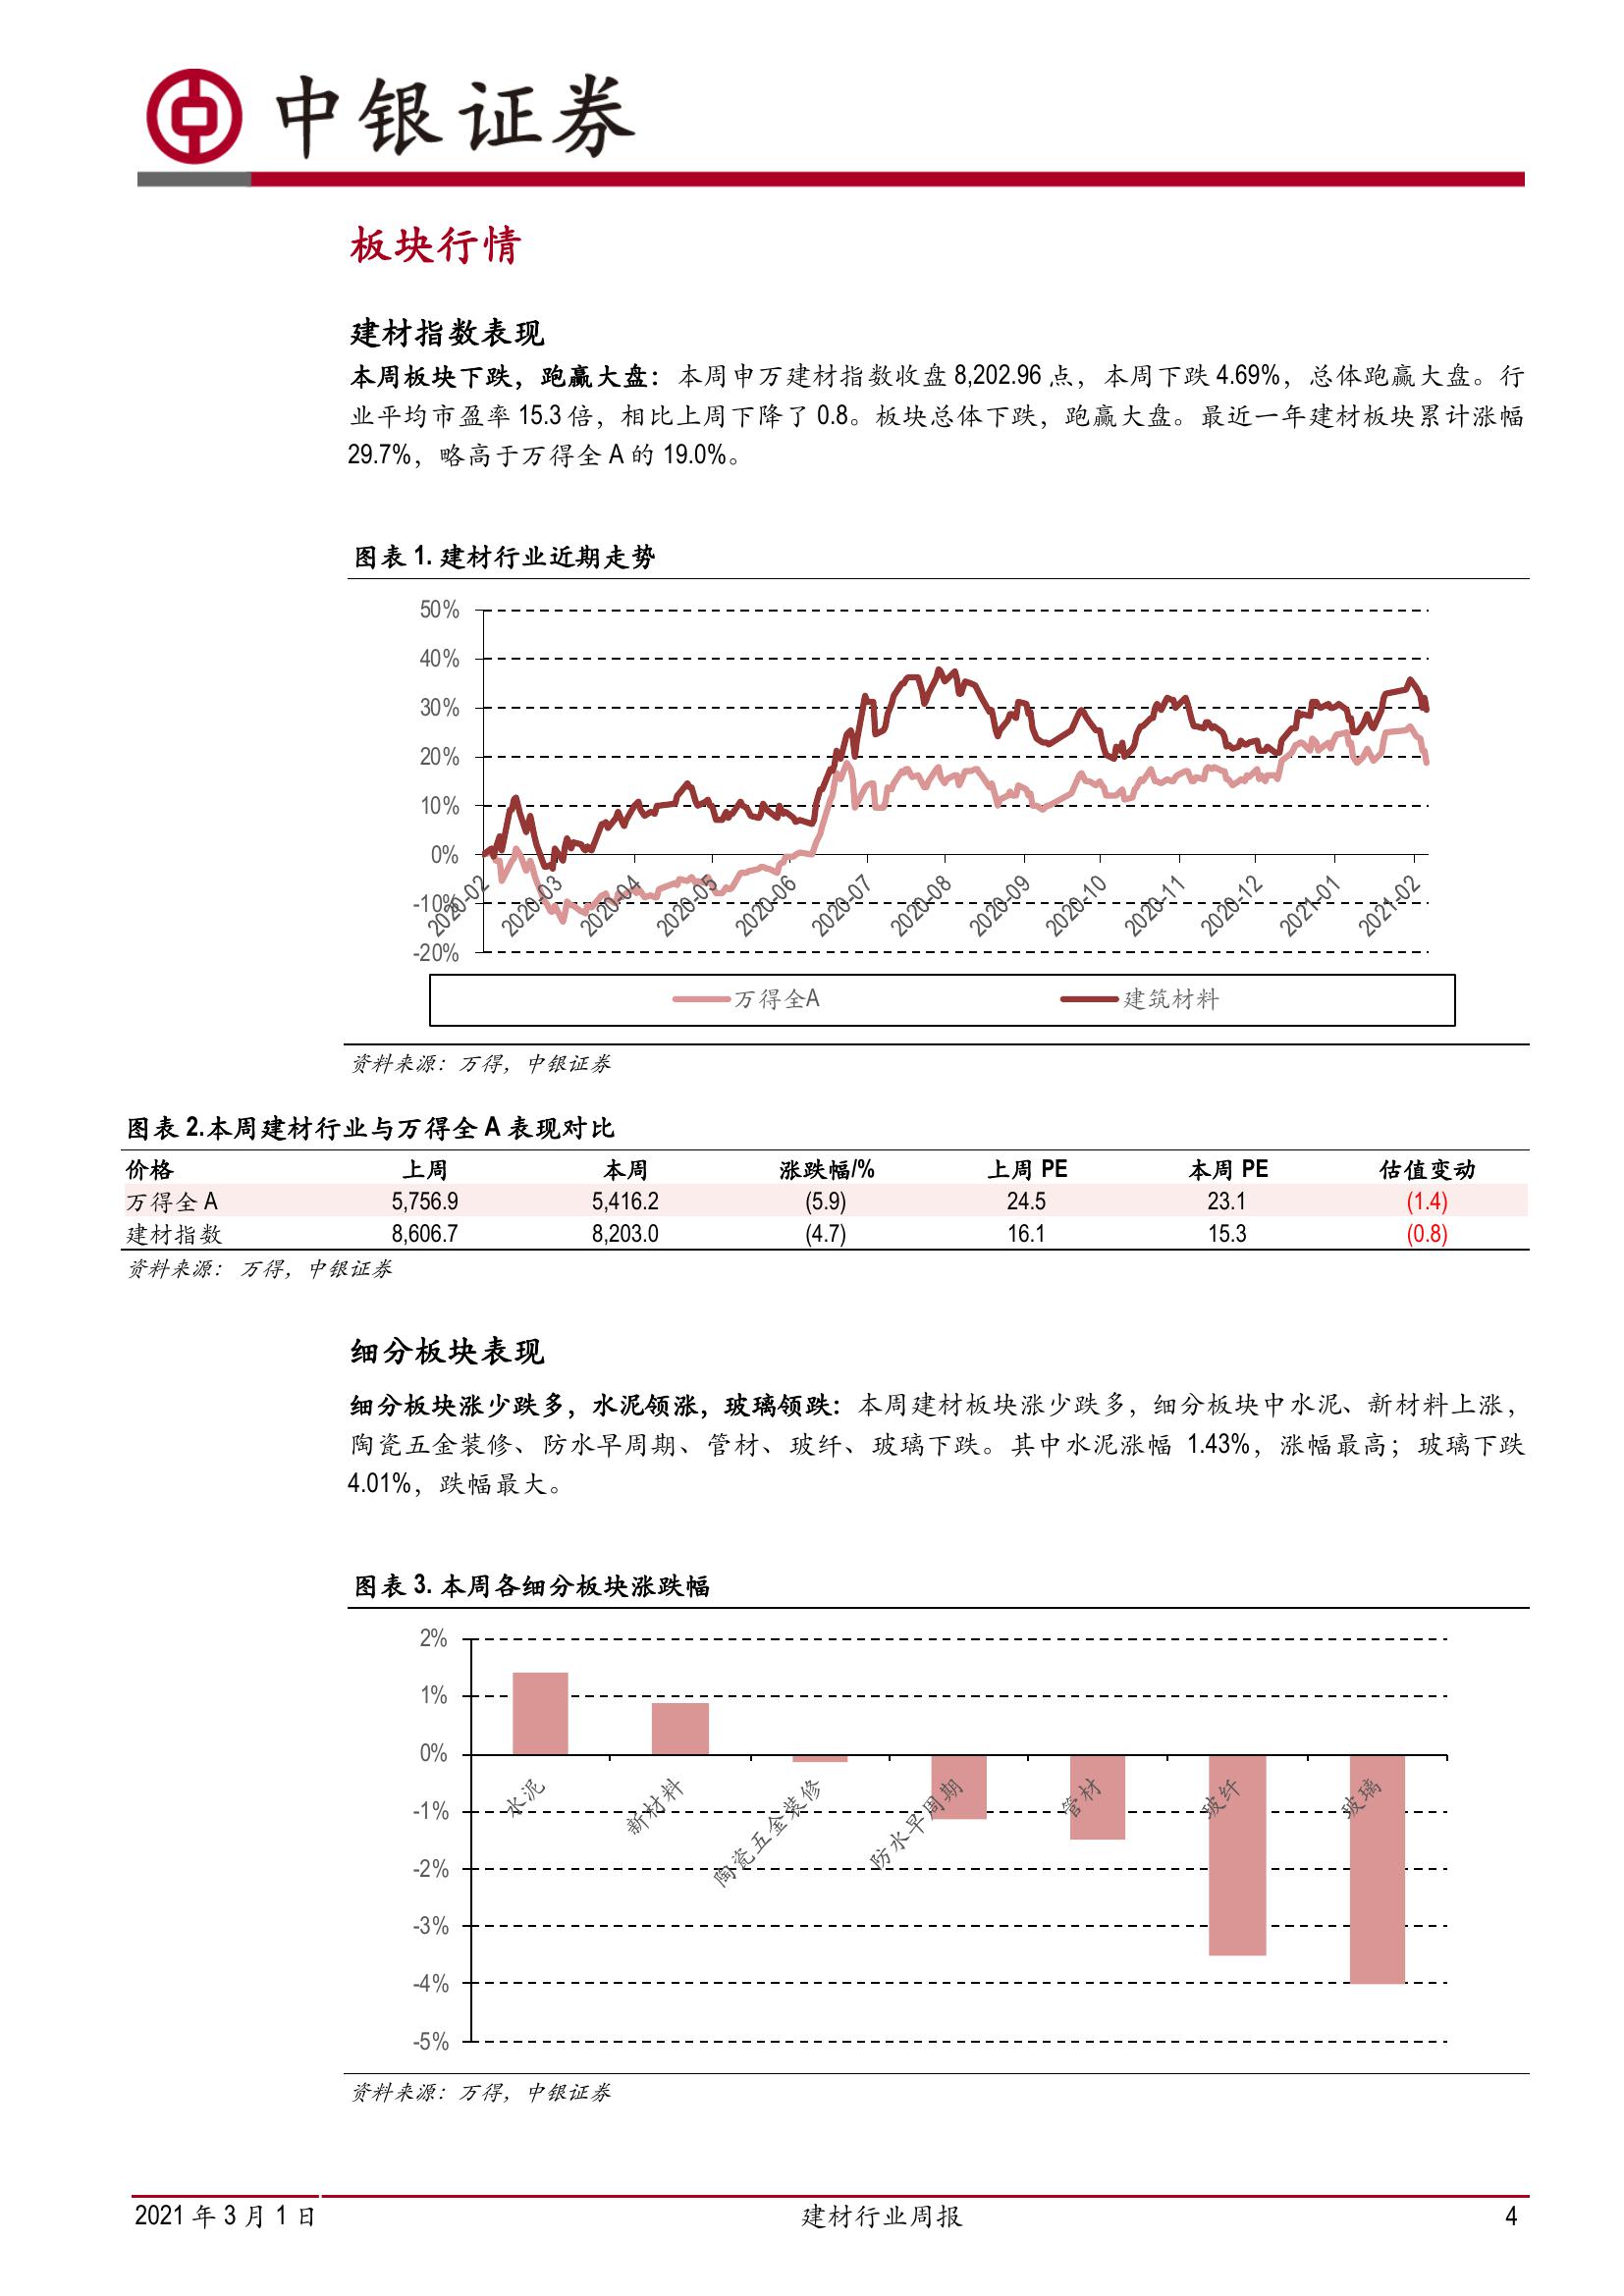 中银证券
板块行情
建材指数表现
本周板块下跌，跑赢大盘：本周申万建材指数收盘 8,202.96 点，本周下跌 4.69%，总体跑赢大盘。行
业平均市盈率 15.3 倍，相比上周下降了 0.8。板块总体下跌，跑赢大盘。最近一年建材板块累计涨幅
29.7%，略高于万得全 A 的 19.0%。
图表 1. 建材行业近期走势
50%
40%
30%
20%
10%
0%
-10%
-20%
2020-02 2020-03 2020-04 2020-05 2020-06 2020-07 2020-08 2020-09 2020-10 2020-11 2020-12 2021-01 2021-02
万得全A 建筑材料
资料来源：万得，中银证券
图表 2.本周建材行业与万得全 A 表现对比
价格 上周 本周 涨跌幅/% 上周 PE 本周 PE 估值变动
万得全 A 5,756.9 5,416.2 (5.9) 24.5 23.1 (1.4)
建材指数 8,606.7 8,203.0 (4.7) 16.1 15.3 (0.8)
资料来源： 万得，中银证券
细分板块表现
细分板块涨少跌多，水泥领涨，玻璃领跌：本周建材板块涨少跌多，细分板块中水泥、新材料上涨，
陶瓷五金装修、防水早周期、管材、玻纤、玻璃下跌。其中水泥涨幅 1.43%，涨幅最高；玻璃下跌
4.01%，跌幅最大。
图表 3. 本周各细分板块涨跌幅
2%
1%
0%
-1%
-2%
-3%
-4%
-5%
水泥 新材料 陶瓷五金装修 防水早周期 管材 玻纤 玻璃
资料来源：万得，中银证券
2021 年 3 月 1 日 建材行业周报 4